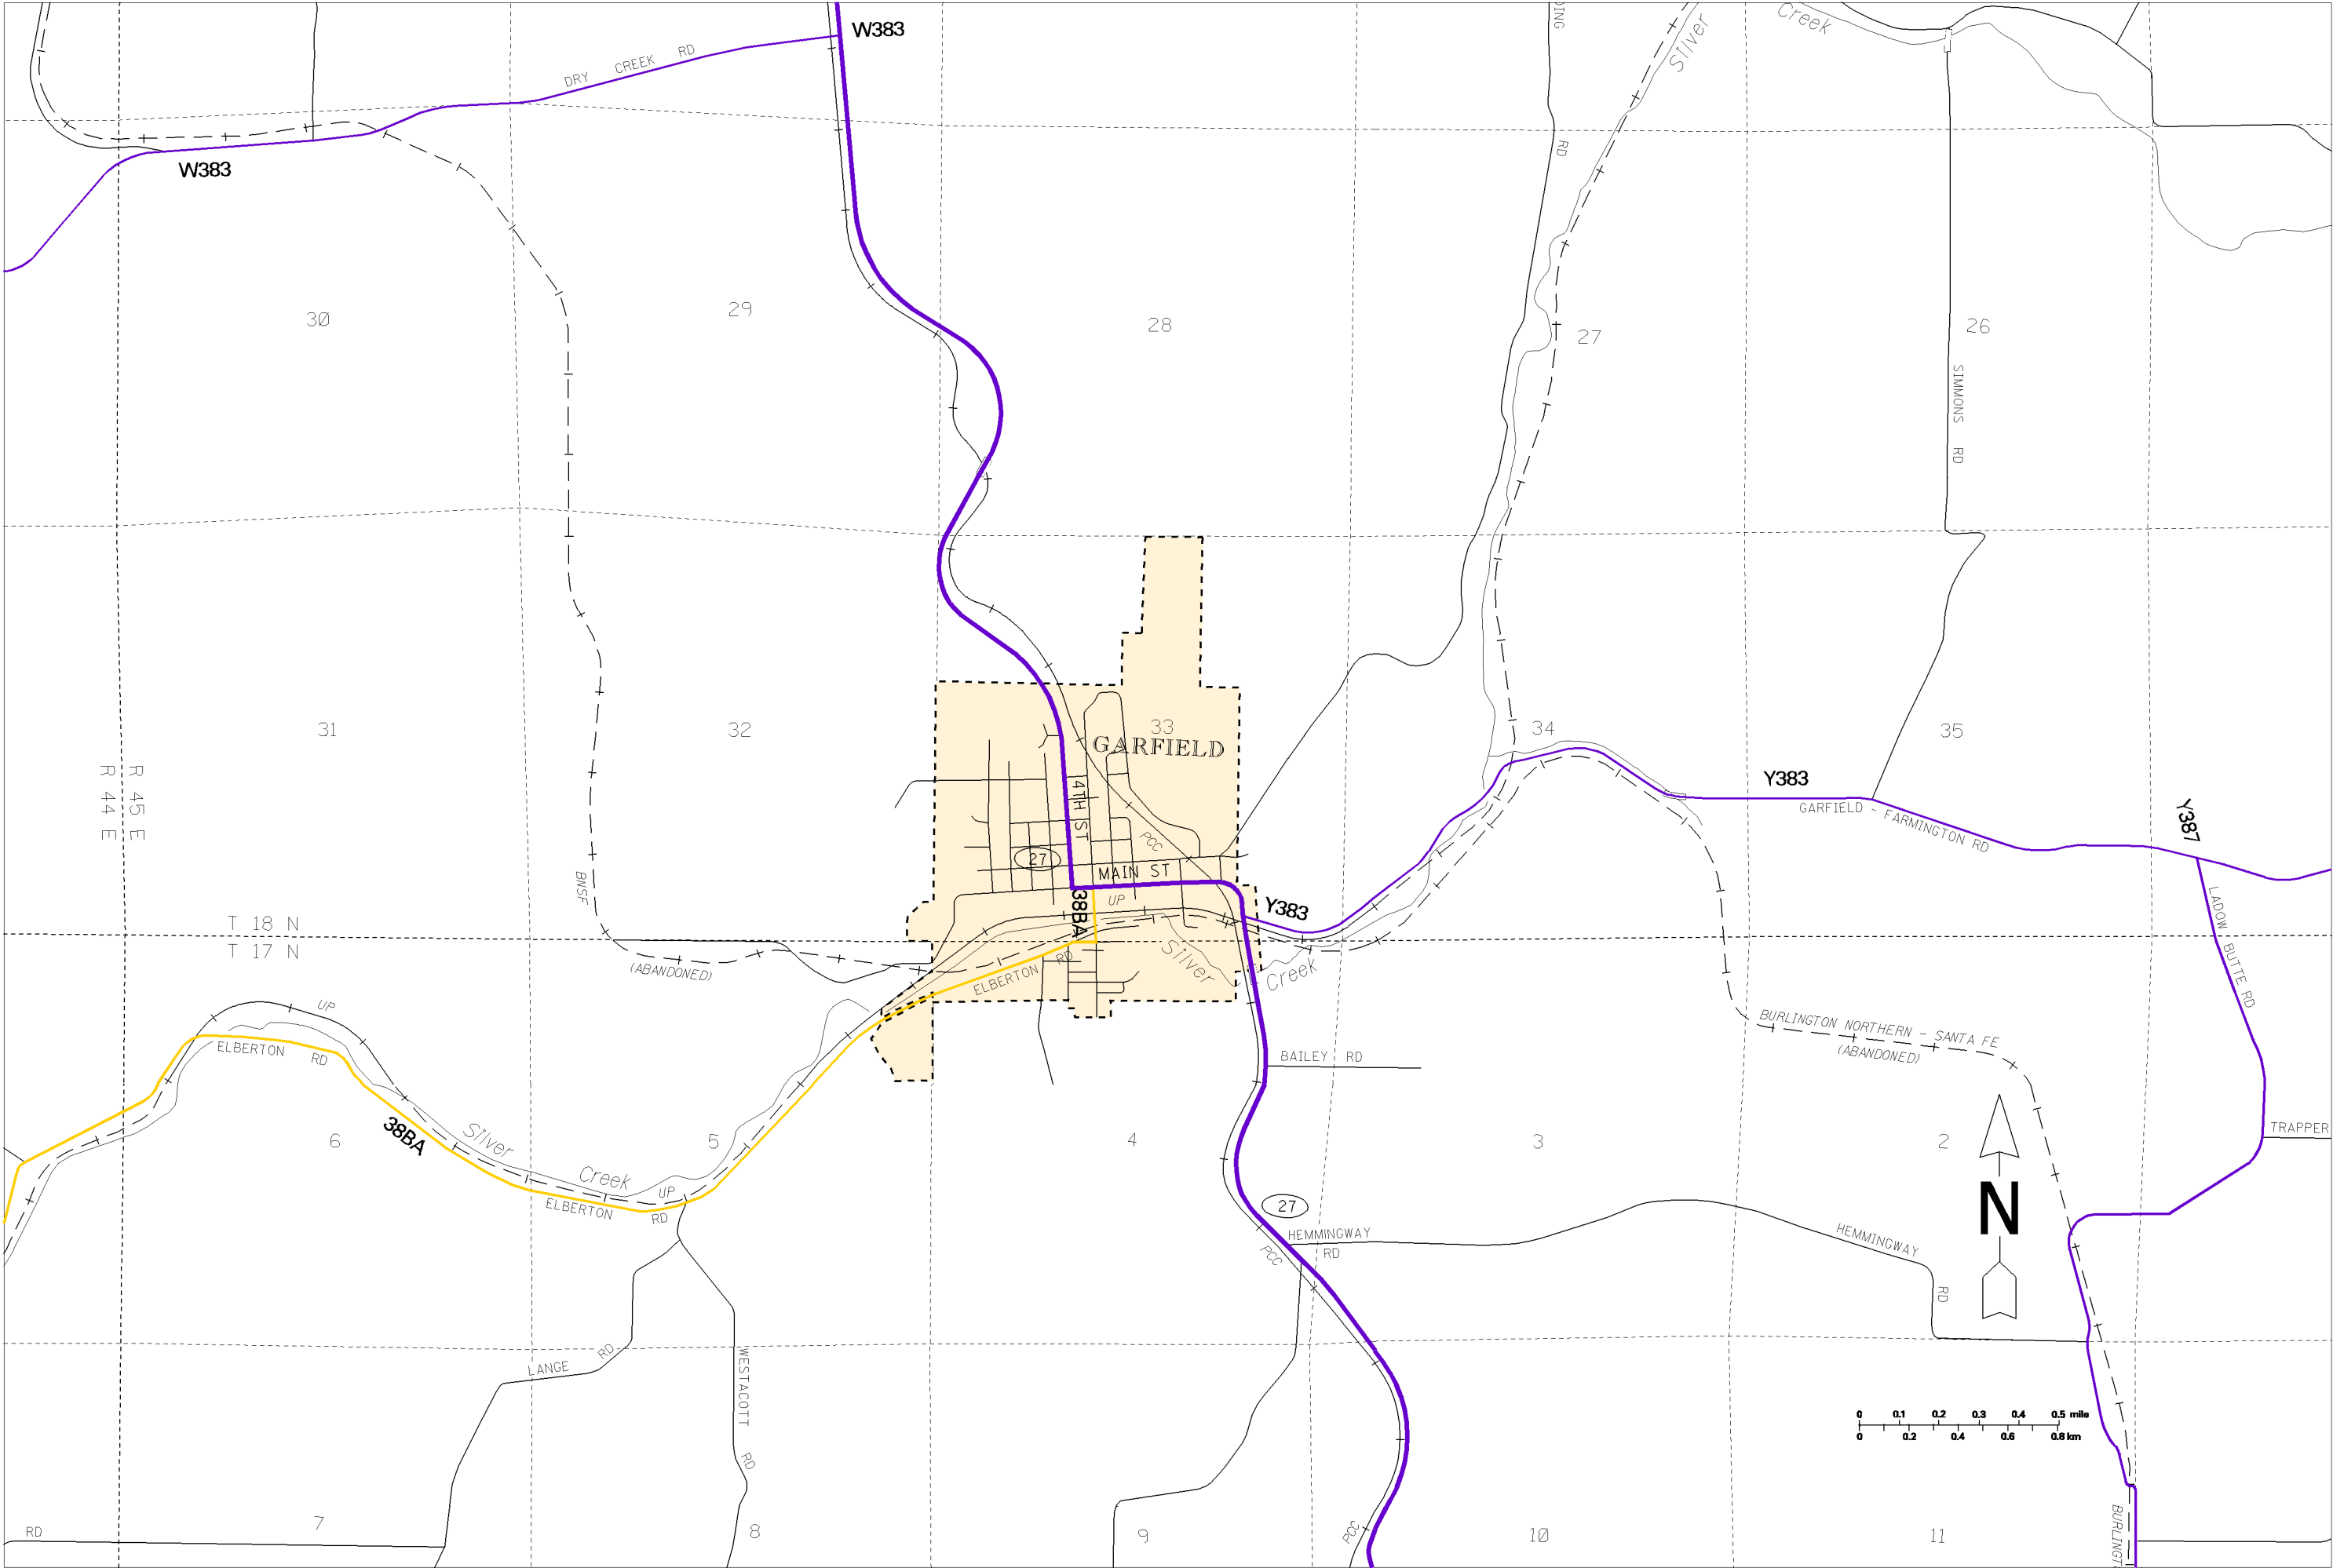 W383
DRY CREEK RD
W383
Silver
Creek
RD
30
29
28
27
26
SIMMONS RD
31
32
33
34
35
GARFIELD
R 45 E
R 44 E
4TH ST
PCC
27
MAIN ST
38BA
UP
Y383
Y383
GARFIELD - FARMINGTON RD
Y387
LADOW BUTTE RD
BNSF
(ABANDONED)
T 18 N
T 17 N
ELBERTON RD
Silver
Creek
UP
ELBERTON RD
38BA
Silver
Creek
UP
ELBERTON RD
BAILEY RD
BURLINGTON NORTHERN - SANTA FE
(ABANDONED)
TRAPPER
6
5
4
3
2
N
27
HEMMINGWAY
RD
PCC
HEMMINGWAY
RD
LANGE RD
WESTACOTT RD
0 0.1 0.2 0.3 0.4 0.5 mile
0 0.2 0.4 0.6 0.8 km
RD
7
8
9
10
11
PCC